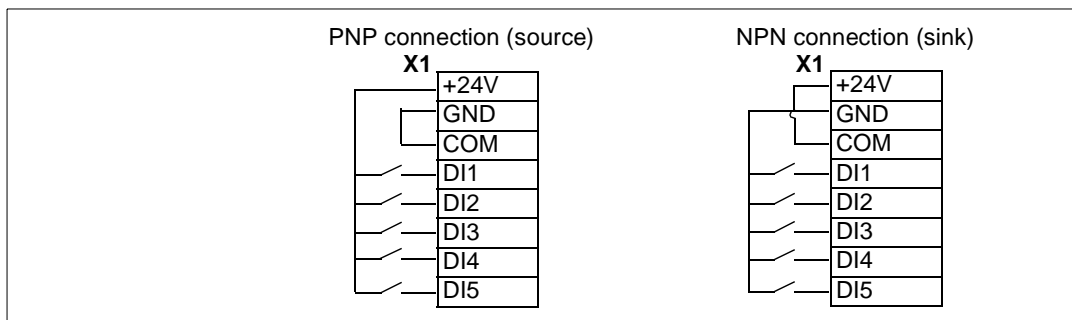 PNP connection (source)
X1
+24V
GND
COM
DI1
DI2
DI3
DI4
DI5
NPN connection (sink)
X1
+24V
GND
COM
DI1
DI2
DI3
DI4
DI5